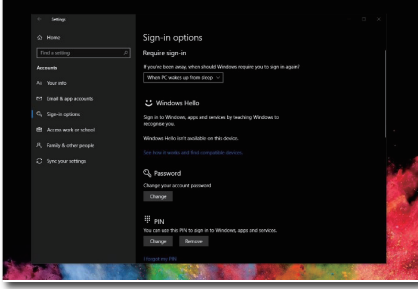 Settings
Home
Find a setting
Accounts
Your info
Email & app accounts
Sign-in options
Access work or school
Family & other people
Sync your settings
Sign-in options
Require sign-in
If you've been away, when should Windows require you to sign in again?
When PC wakes up from sleep
Windows Hello
Sign in to Windows, apps and services by teaching Windows to
recognise you.
Windows Hello isn't available on this device.
See how it works and find compatible devices.
Password
Change your account password
Change
PIN
You can use this PIN to sign in to Windows, apps and services.
Change Remove
I forgot my PIN